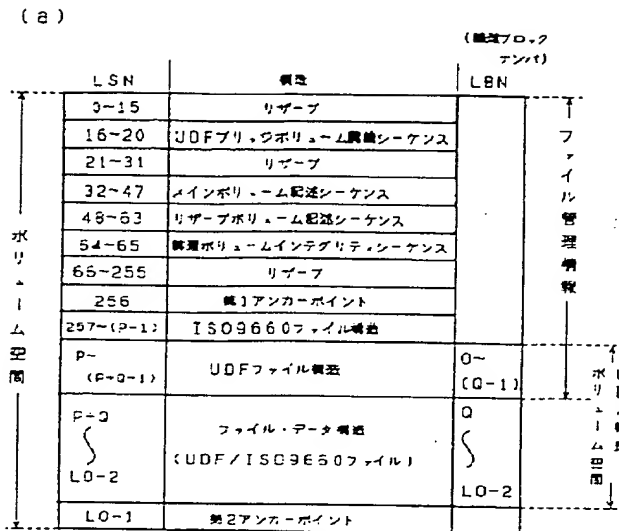 (a)
(論理ブロック
ナンバ)
LSN 構造 LBN
0~15 リザーブ
16~20 UDFブリッジボリューム認識シーケンス
21~31 リザーブ
32~47 メインボリューム記述シーケンス
48~63 リザーブボリューム記述シーケンス
64~65 論理ボリュームインテグリティシーケンス
66~255 リザーブ
256 第1アンカーポイント
257~(P-1) ISO9660ファイル構造
P~
(P+Q-1) UDFファイル構造 0~
(Q-1)
P+Q ファイル・データ構造 Q
(UDF/ISO9660ファイル)
LO-2 LO-2
LO-1 第2アンカーポイント
ボリューム空間
ファイル管理情報
ボリューム空間